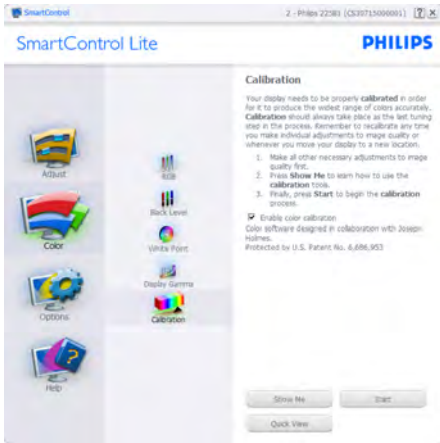 SmartControl
2 - Philips 225B1 (CS39715000001)
SmartControl Lite
PHILIPS
Adjust
Color
Options
Help
RGB
Black Level
White Point
Display Gamma
Calibration
Calibration
Your display needs to be properly calibrated in order
for it to produce the widest range of colors accurately.
Calibration should always take place as the last tuning
step in the process. Remember to recalibrate any time
you make individual adjustments to image quality or
whenever you move your display to a new location.
1. Make all other necessary adjustments to image
quality first.
2. Press Show Me to learn how to use the
calibration tools.
3. Finally, press Start to begin the calibration
process.
Enable color calibration
Color software designed in collaboration with Joseph
Holmes.
Protected by U.S. Patent No. 6,686,953
Show Me
Start
Quick View